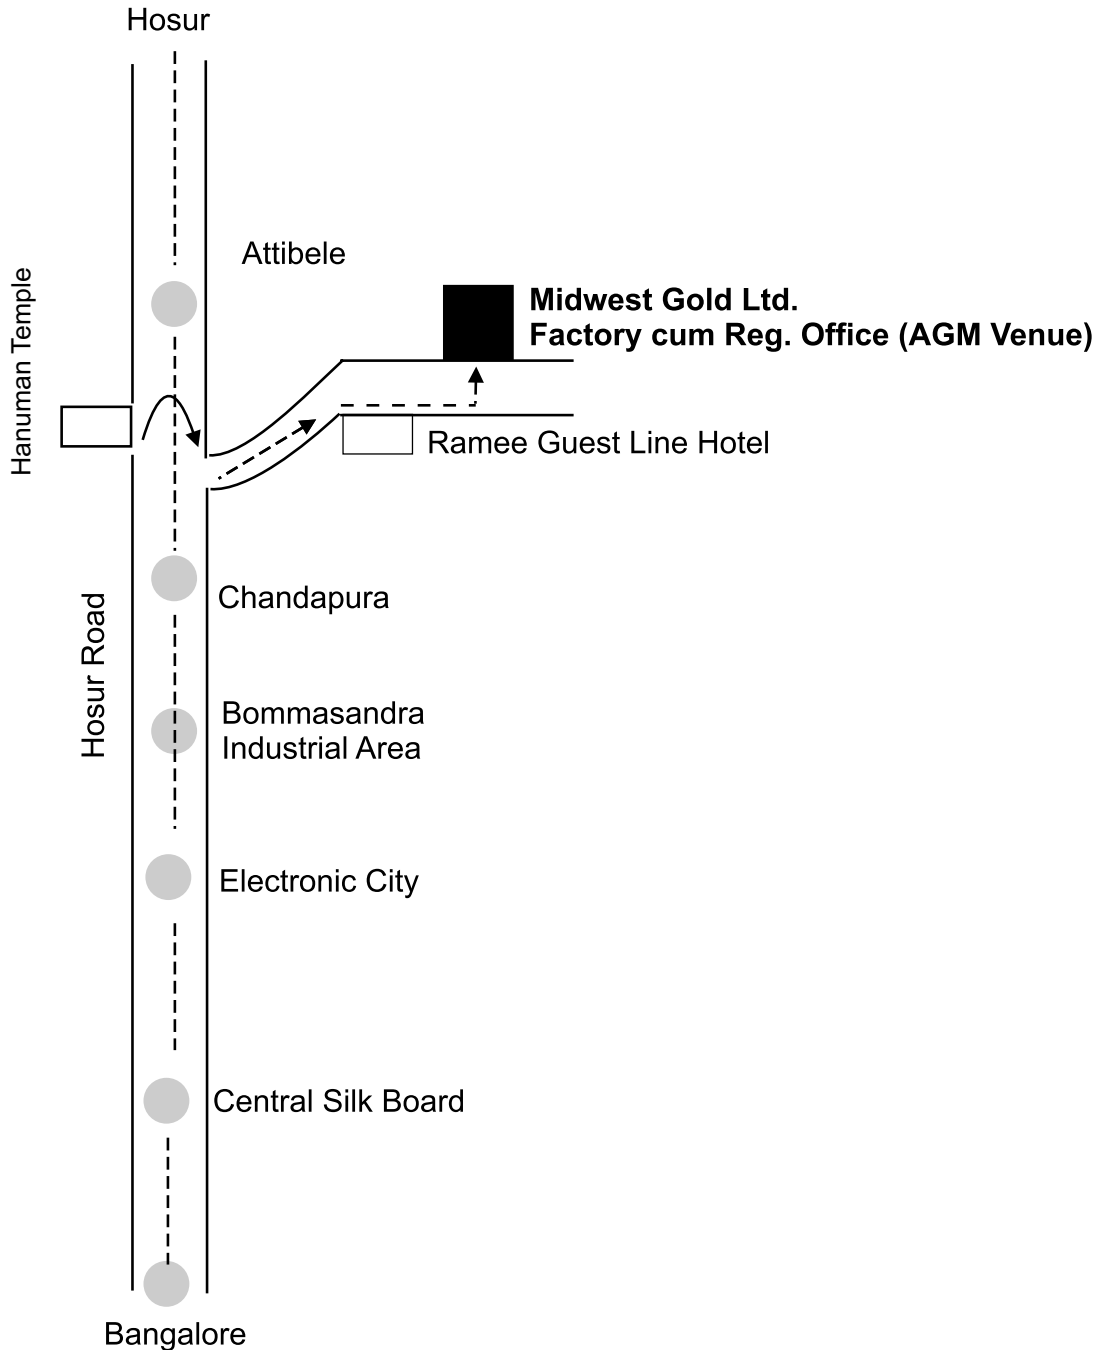 Hosur
Attibele
Hanuman Temple
Midwest Gold Ltd.
Factory cum Reg. Office (AGM Venue)
Ramee Guest Line Hotel
Chandapura
Hosur Road
Bommasandra
Industrial Area
Electronic City
Central Silk Board
Bangalore